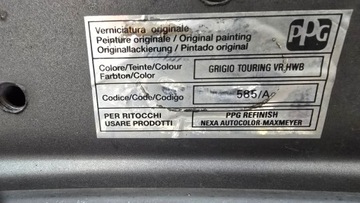 Verniciatura originale
Peinture originale / Original painting
Originallackierung / Pintado original
PPG
Colore/Teinte/Colour
Farbton/Color
GRIGIO TOURING VR HWB
Codice/Code/Codigo
565/A
PER RITOCCHI
USARE PRODOTTI
PPG REFINISH
NEXA AUTOCOLOR-MAXMEYER